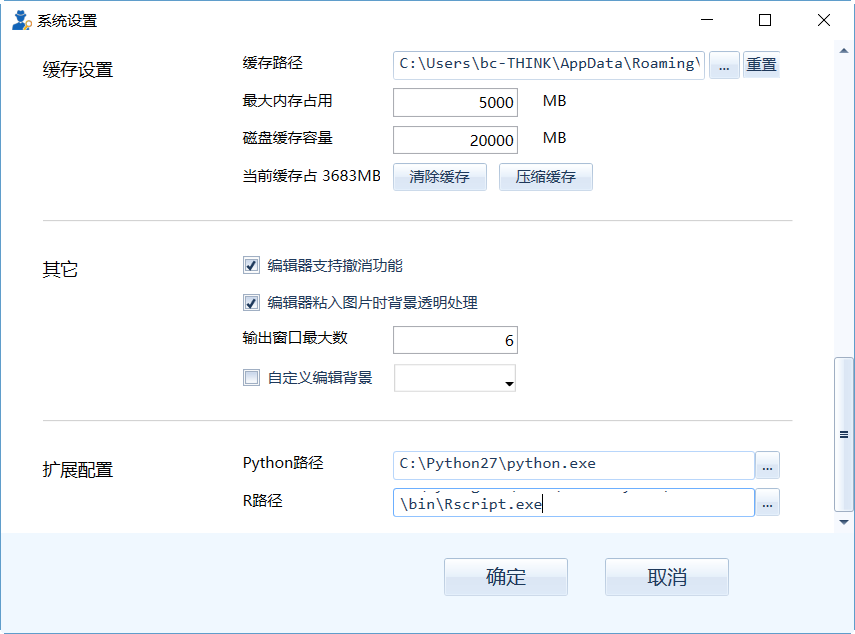 系统设置
缓存设置
缓存路径
C:\Users\bc-THINK\AppData\Roaming\
...
重置
最大内存占用
5000
MB
磁盘缓存容量
20000
MB
当前缓存占 3683MB
清除缓存
压缩缓存
其它
编辑器支持撤消功能
编辑器粘入图片时背景透明处理
输出窗口最大数
6
自定义编辑背景
扩展配置
Python路径
C:\Python27\python.exe
...
R路径
\bin\Rscript.exe
...
确定
取消